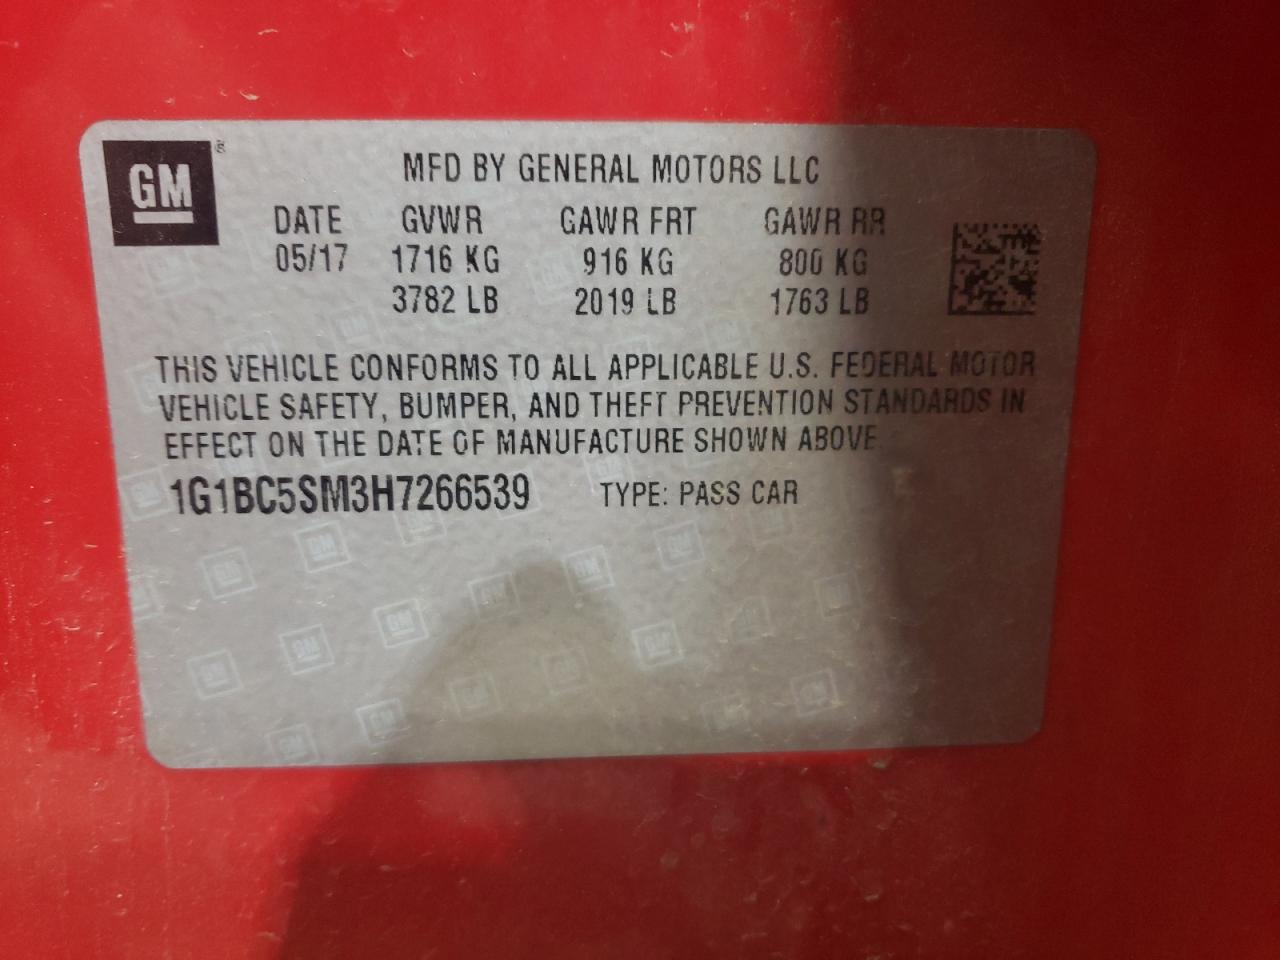 GM ®
MFD BY GENERAL MOTORS LLC
DATE GVWR GAWR FRT GAWR RR
05/17 1716 KG 916 KG 800 KG
3782 LB 2019 LB 1763 LB
THIS VEHICLE CONFORMS TO ALL APPLICABLE U.S. FEDERAL MOTOR
VEHICLE SAFETY, BUMPER, AND THEFT PREVENTION STANDARDS IN
EFFECT ON THE DATE OF MANUFACTURE SHOWN ABOVE.
1G1BC5SM3H7266539 TYPE: PASS CAR